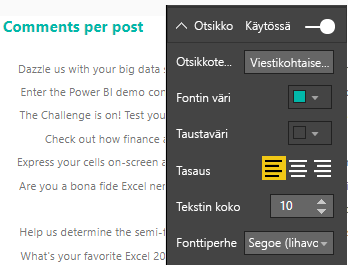 Comments per post
Dazzle us with your big data s
Enter the Power BI demo con
The Challenge is on! Test you
Check out how finance a
Express your cells on-screen a
Are you a bona fide Excel ner
Help us determine the semi-f
What's your favorite Excel 20
Otsikko Käytössä
Otsikkote... Viestikohtaise...
Fontin väri
Taustaväri
Tasaus
Tekstin koko 10
Fonttiperhe Segoe (lihavo